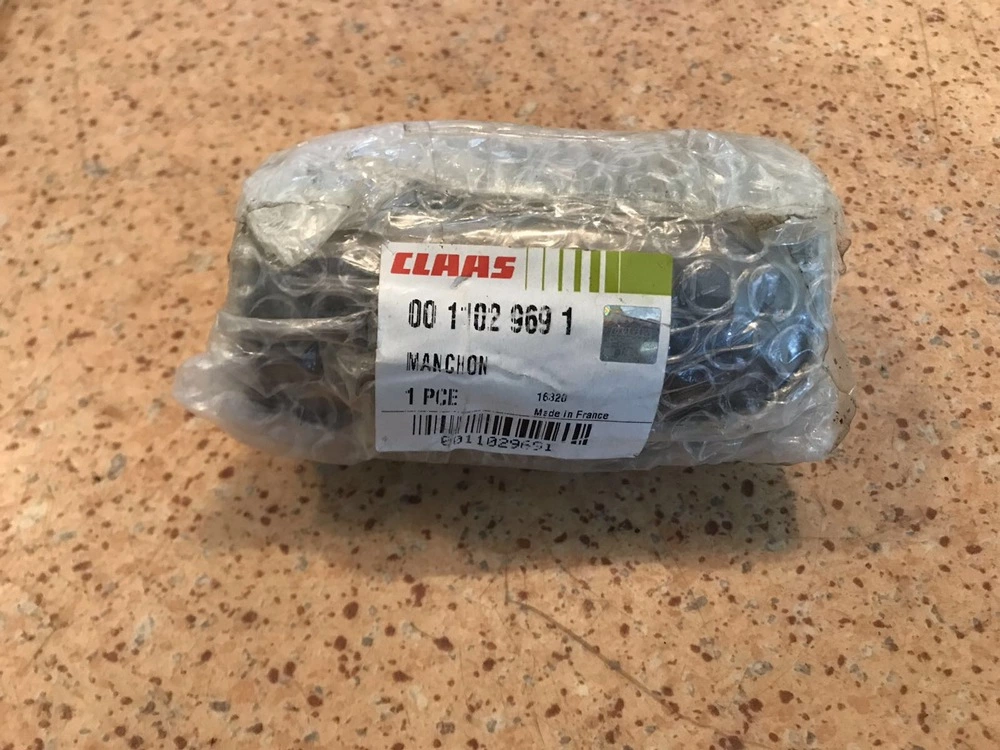 CLAAS
00 1102 969 1
MANCHON
1 PCE
16320
Made in France
0011029691